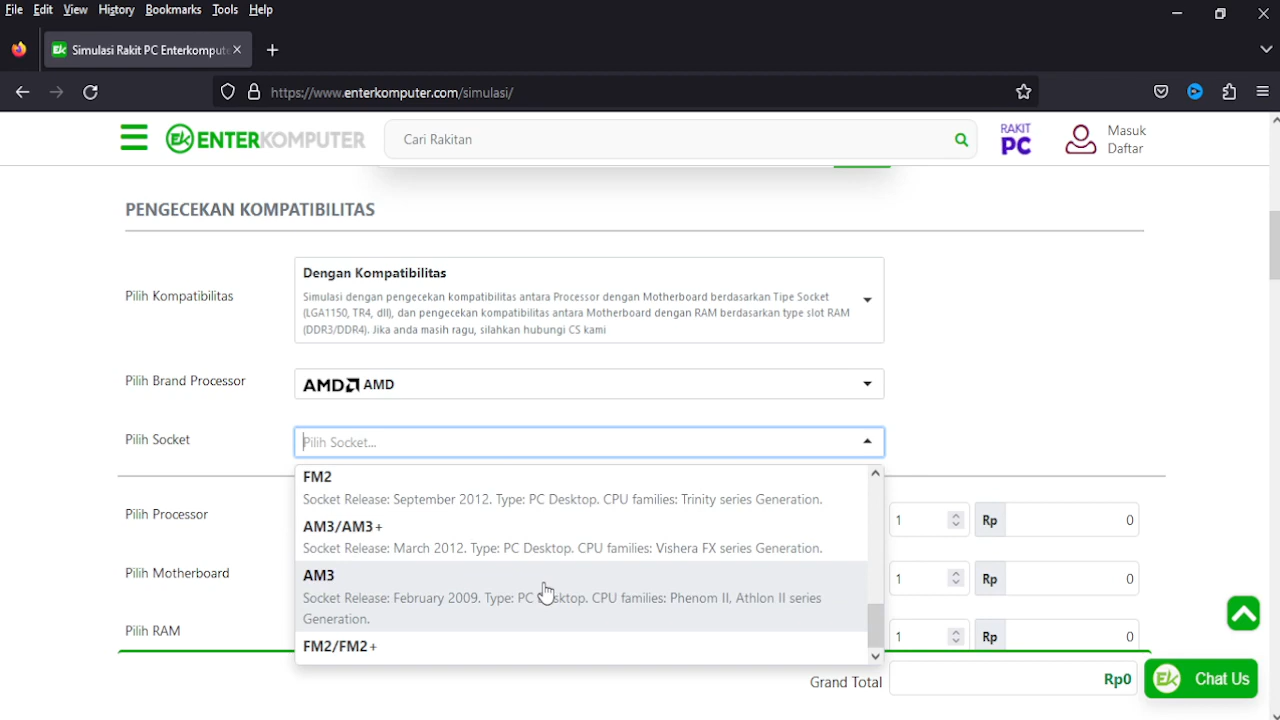 File Edit View History Bookmarks Tools Help
Simulasi Rakit PC Enterkompute
https://www.enterkomputer.com/simulasi/
ENTERKOMPUTER
Cari Rakitan
RAKIT
PC
Masuk
Daftar
PENGECEKAN KOMPATIBILITAS
Pilih Kompatibilitas
Dengan Kompatibilitas
Simulasi dengan pengecekan kompatibilitas antara Processor dengan Motherboard berdasarkan Tipe Socket
(LGA1150, TR4, dll), dan pengecekan kompatibilitas antara Motherboard dengan RAM berdasarkan type slot RAM
(DDR3/DDR4). Jika anda masih ragu, silahkan hubungi CS kami
Pilih Brand Processor
AMD AMD
Pilih Socket
Pilih Socket...
FM2
Socket Release: September 2012. Type: PC Desktop. CPU families: Trinity series Generation.
AM3/AM3+
Socket Release: March 2012. Type: PC Desktop. CPU families: Vishera FX series Generation.
AM3
Socket Release: February 2009. Type: PC Desktop. CPU families: Phenom II, Athlon II series
Generation.
FM2/FM2+
Pilih Processor
1 Rp 0
Pilih Motherboard
1 Rp 0
Pilih RAM
1 Rp 0
Grand Total Rp0
EK Chat Us